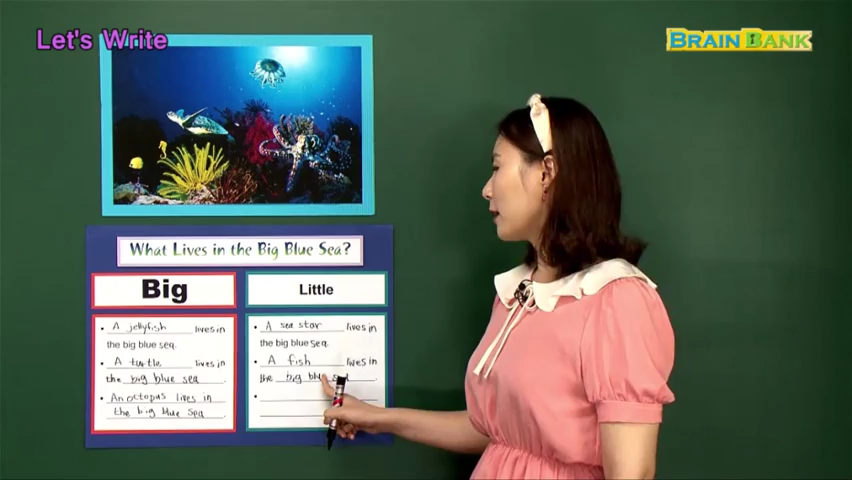 Let's Write
BRAIN BANK
What Lives in the Big Blue Sea?
Big
Little
• A jellyfish lives in
the big blue sea.
• A turtle lives in
the big blue sea.
• An octopus lives in
the big blue sea
• A sea star lives in
the big blue sea.
• A fish lives in
the big blue sea.
•